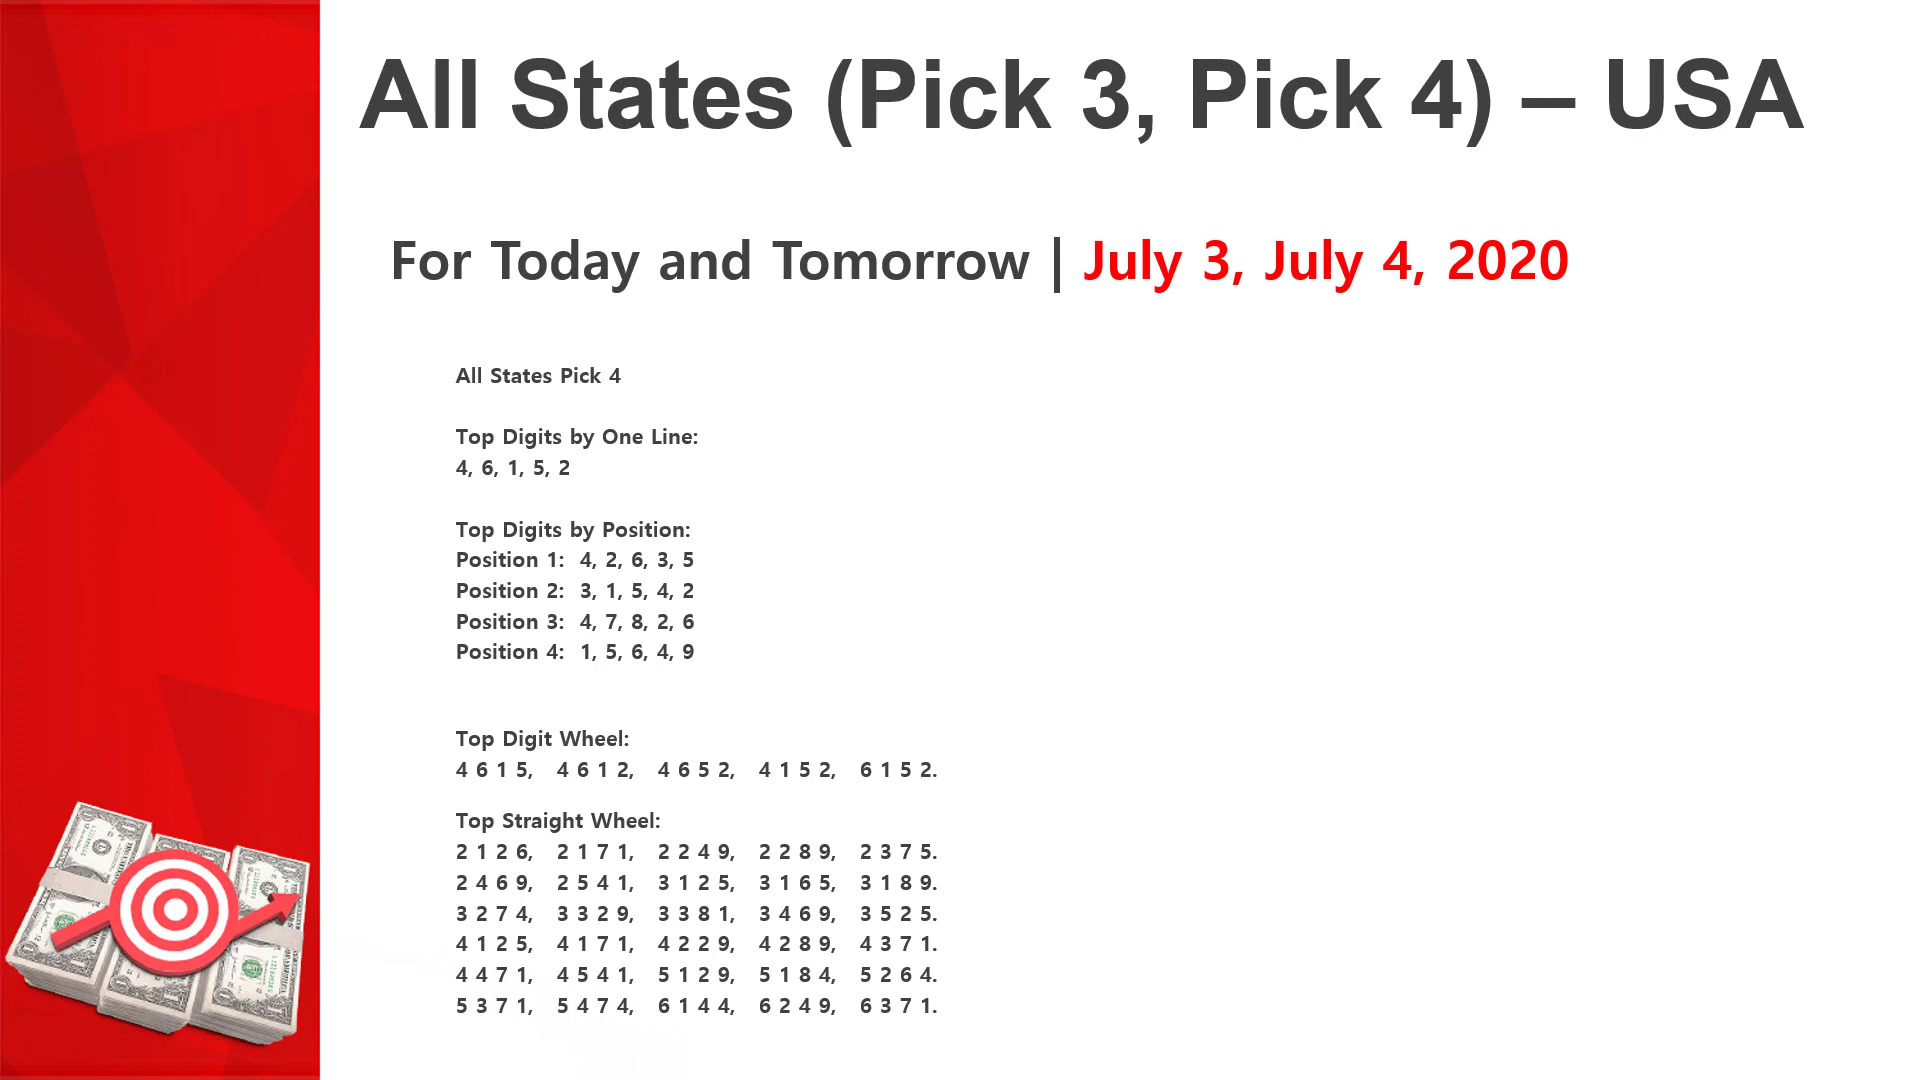 All States (Pick 3, Pick 4) – USA
For Today and Tomorrow | July 3, July 4, 2020
All States Pick 4
Top Digits by One Line:
4, 6, 1, 5, 2
Top Digits by Position:
Position 1:  4, 2, 6, 3, 5
Position 2:  3, 1, 5, 4, 2
Position 3:  4, 7, 8, 2, 6
Position 4:  1, 5, 6, 4, 9
Top Digit Wheel:
4 6 1 5,   4 6 1 2,   4 6 5 2,   4 1 5 2,   6 1 5 2.
Top Straight Wheel:
2 1 2 6,   2 1 7 1,   2 2 4 9,   2 2 8 9,   2 3 7 5.
2 4 6 9,   2 5 4 1,   3 1 2 5,   3 1 6 5,   3 1 8 9.
3 2 7 4,   3 3 2 9,   3 3 8 1,   3 4 6 9,   3 5 2 5.
4 1 2 5,   4 1 7 1,   4 2 2 9,   4 2 8 9,   4 3 7 1.
4 4 7 1,   4 5 4 1,   5 1 2 9,   5 1 8 4,   5 2 6 4.
5 3 7 1,   5 4 7 4,   6 1 4 4,   6 2 4 9,   6 3 7 1.